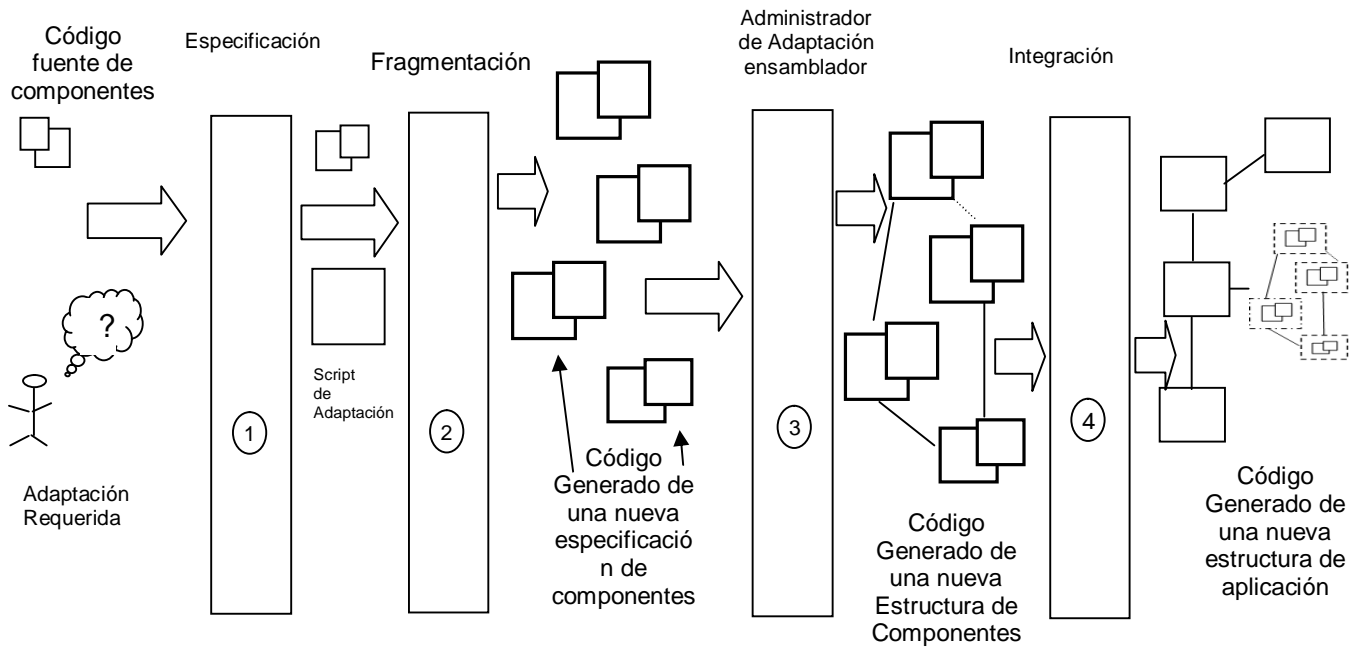 Código
fuente de
componentes
Especificación
Fragmentación
Administrador
de Adaptación
ensamblador
Integración
?
Script
de
Adaptación
1
2
3
4
Adaptación
Requerida
Código
Generado de
una nueva
especificació
n de
componentes
Código
Generado de
una nueva
Estructura de
Componentes
Código
Generado de
una nueva
estructura de
aplicación